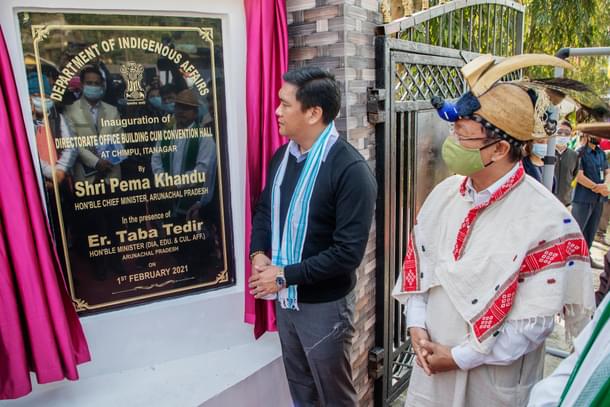 DEPARTMENT OF INDIGENOUS AFFAIRS
Inauguration of
DIRECTORATE OFFICE BUILDING CUM CONVENTION HALL
AT CHIMPU, ITANAGAR
By
Shri Pema Khandu
HON'BLE CHIEF MINISTER, ARUNACHAL PRADESH
In the presence of
Er. Taba Tedir
HON'BLE MINISTER (DIA, EDU. & CUL. AFF.)
ARUNACHAL PRADESH
ON
1ST FEBRUARY 2021